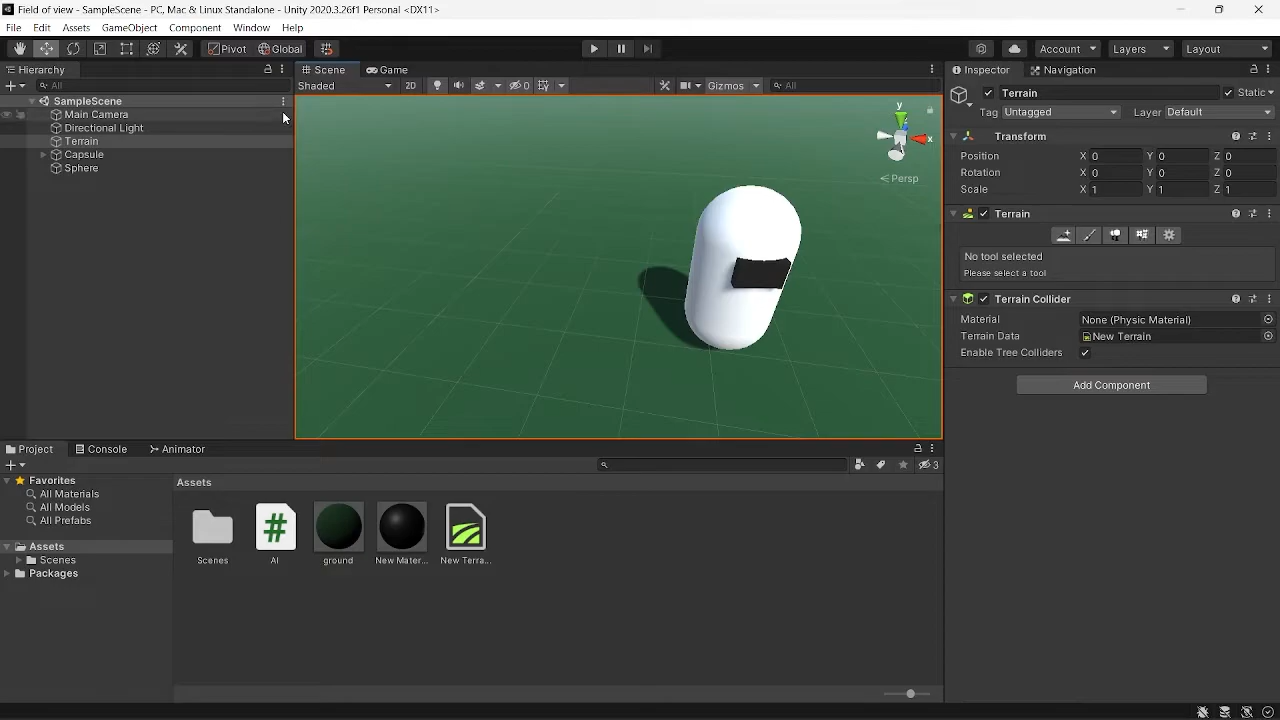 Field of view - SampleScene - PC, Mac & Linux Standalone - Unity 2020.3.26f1 Personal <DX11>
File Edit Assets GameObject Component Window Help
Pivot Global Account Layers Layout
Hierarchy Scene Game Inspector Navigation
All Shaded 2D 0 Gizmos All Terrain Static
SampleScene
Main Camera
Directional Light
Terrain
Capsule
Sphere
y
x
Persp
Tag Untagged Layer Default
Transform
Position X 0 Y 0 Z 0
Rotation X 0 Y 0 Z 0
Scale X 1 Y 1 Z 1
Terrain
No tool selected
Please select a tool
Terrain Collider
Material None (Physic Material)
Terrain Data New Terrain
Enable Tree Colliders
Add Component
Project Console Animator
3
Favorites
All Materials
All Models
All Prefabs
Assets
Scenes
Packages
Assets
#
Scenes AI ground New Mater... New Terra...